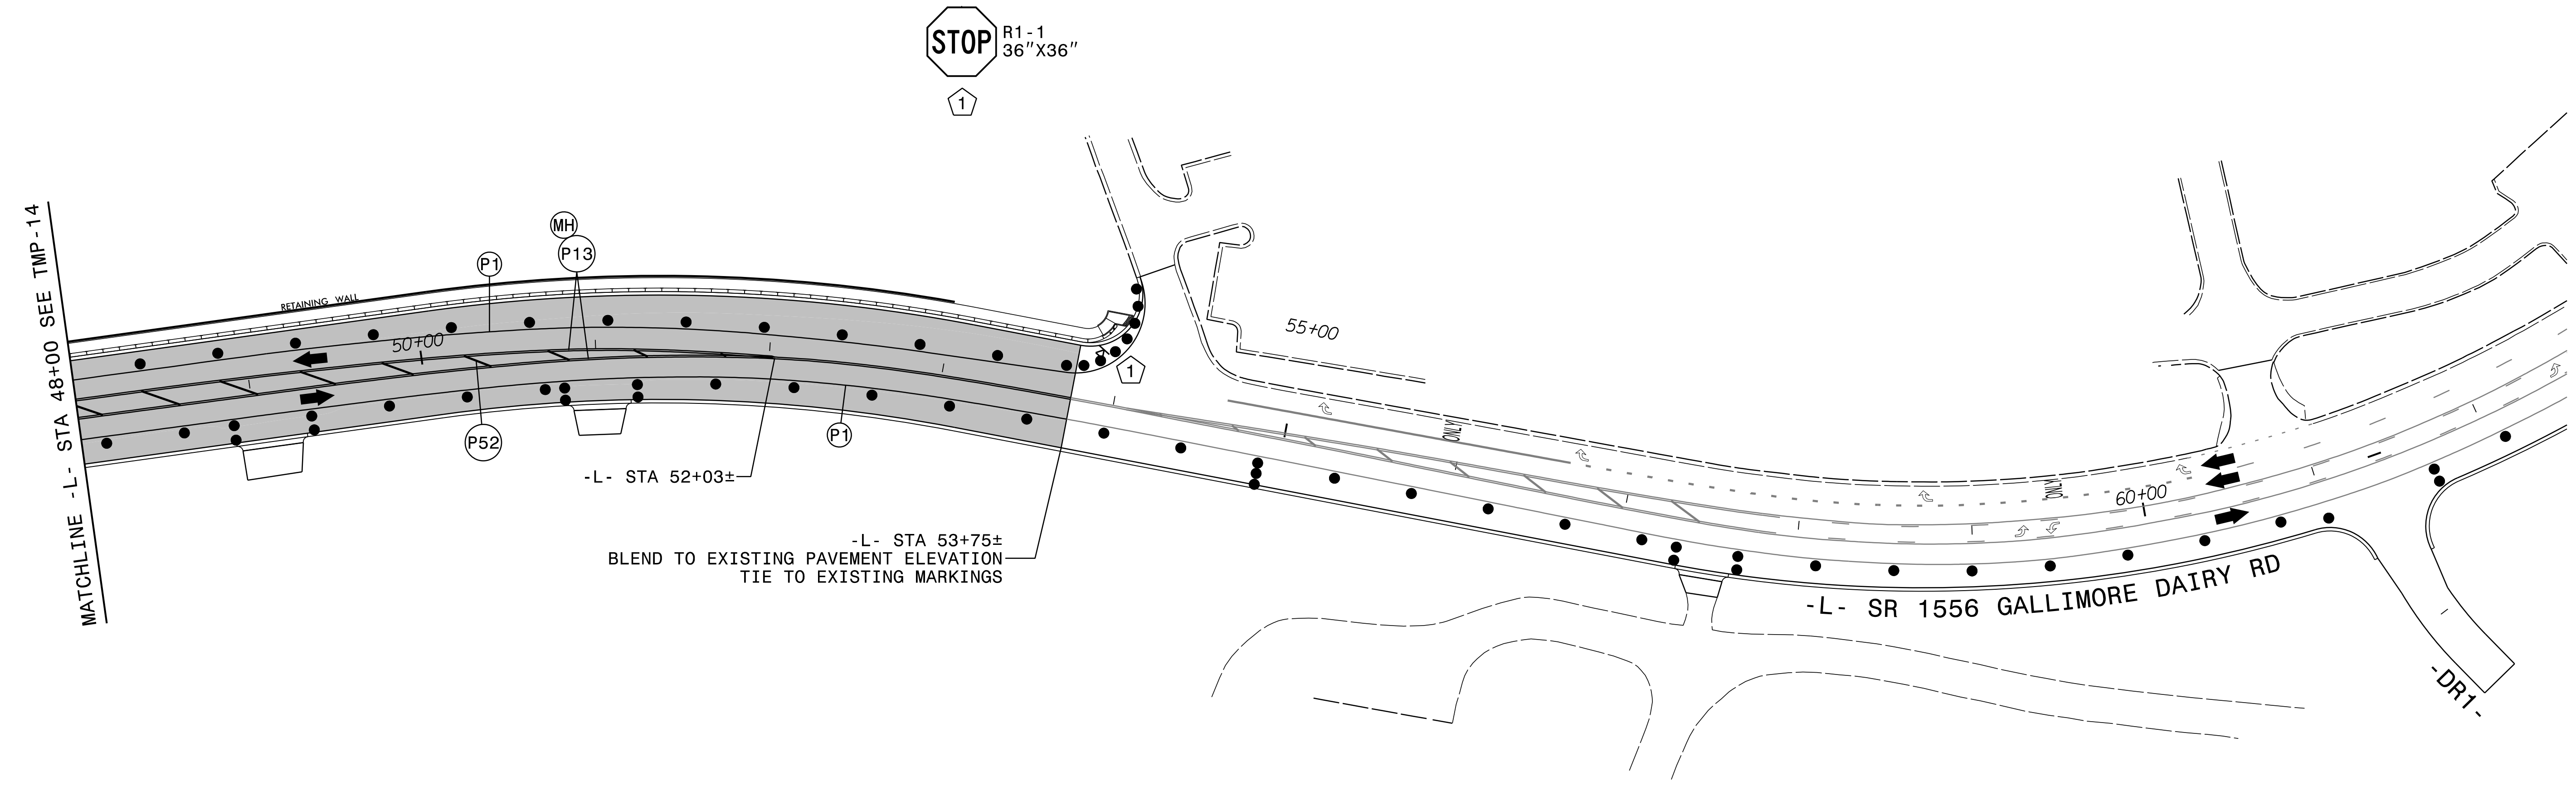 STOP
R1-1
36"X36"
1
MATCHLINE -L- STA 48+00 SEE TMP-14
RETAINING WALL
P1
MH
P13
50+00
P52
P1
-L- STA 52+03±
-L- STA 53+75±
BLEND TO EXISTING PAVEMENT ELEVATION
TIE TO EXISTING MARKINGS
1
55+00
ONLY
ONLY
60+00
-L- SR 1556 GALLIMORE DAIRY RD
-DR1-